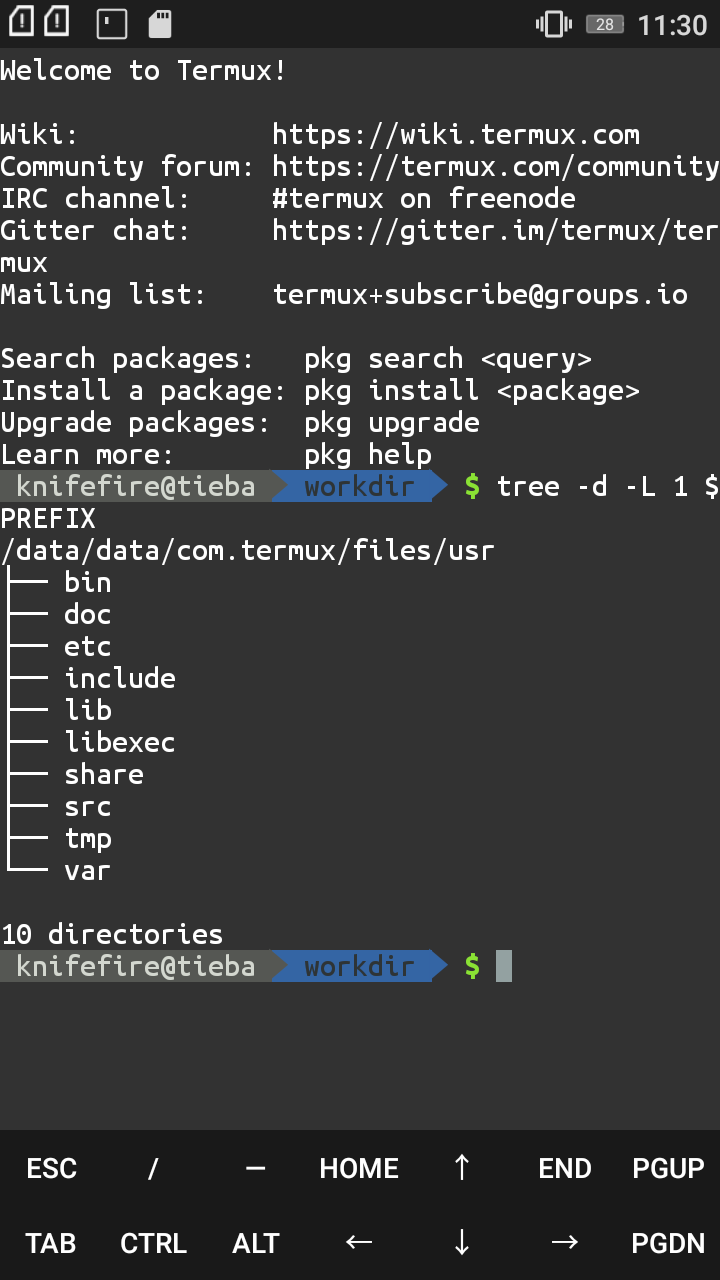 28 11:30
Welcome to Termux!
Wiki:            https://wiki.termux.com
Community forum: https://termux.com/community
IRC channel:     #termux on freenode
Gitter chat:     https://gitter.im/termux/ter
mux
Mailing list:    termux+subscribe@groups.io
Search packages:   pkg search <query>
Install a package: pkg install <package>
Upgrade packages:  pkg upgrade
Learn more:        pkg help
knifefire@tieba workdir $ tree -d -L 1 $
PREFIX
/data/data/com.termux/files/usr
├── bin
├── doc
├── etc
├── include
├── lib
├── libexec
├── share
├── src
├── tmp
└── var
10 directories
knifefire@tieba workdir $
ESC / — HOME ↑ END PGUP
TAB CTRL ALT ← ↓ → PGDN